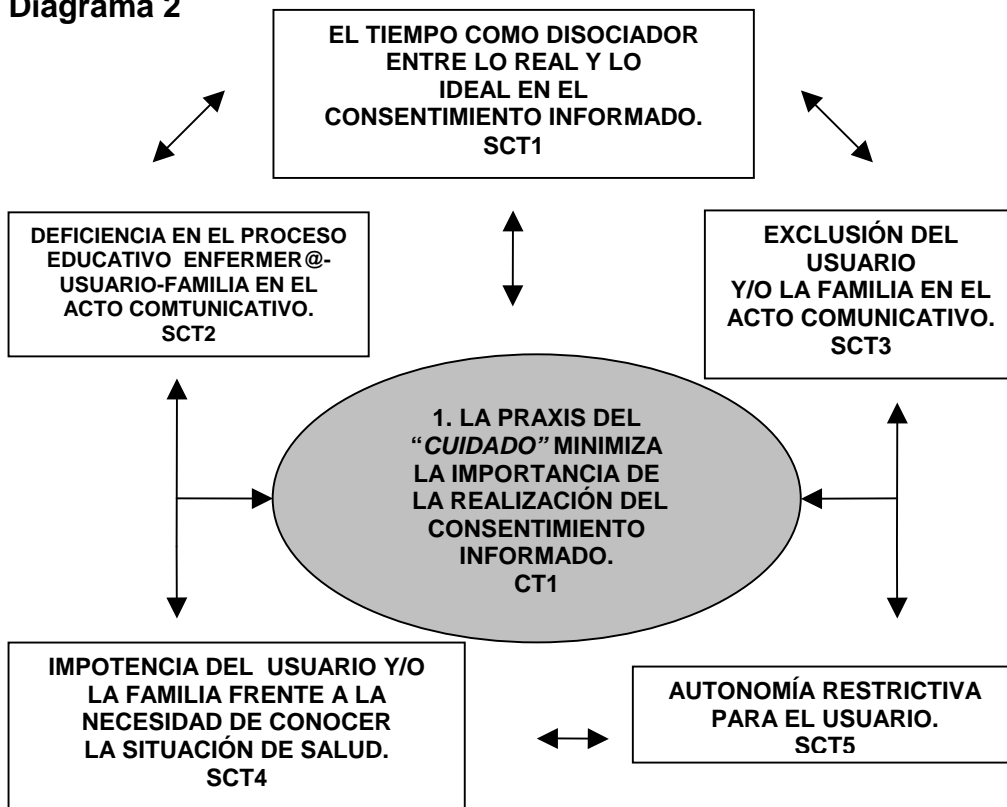 Diagrama 2
EL TIEMPO COMO DISOCIADOR
ENTRE LO REAL Y LO
IDEAL EN EL
CONSENTIMIENTO INFORMADO.
SCT1
DEFICIENCIA EN EL PROCESO
EDUCATIVO ENFERMER@-
USUARIO-FAMILIA EN EL
ACTO COMTUNICATIVO.
SCT2
EXCLUSIÓN DEL
USUARIO
Y/O LA FAMILIA EN EL
ACTO COMUNICATIVO.
SCT3
1. LA PRAXIS DEL
“CUIDADO” MINIMIZA
LA IMPORTANCIA DE
LA REALIZACIÓN DEL
CONSENTIMIENTO
INFORMADO.
CT1
IMPOTENCIA DEL USUARIO Y/O
LA FAMILIA FRENTE A LA
NECESIDAD DE CONOCER
LA SITUACIÓN DE SALUD.
SCT4
AUTONOMÍA RESTRICTIVA
PARA EL USUARIO.
SCT5